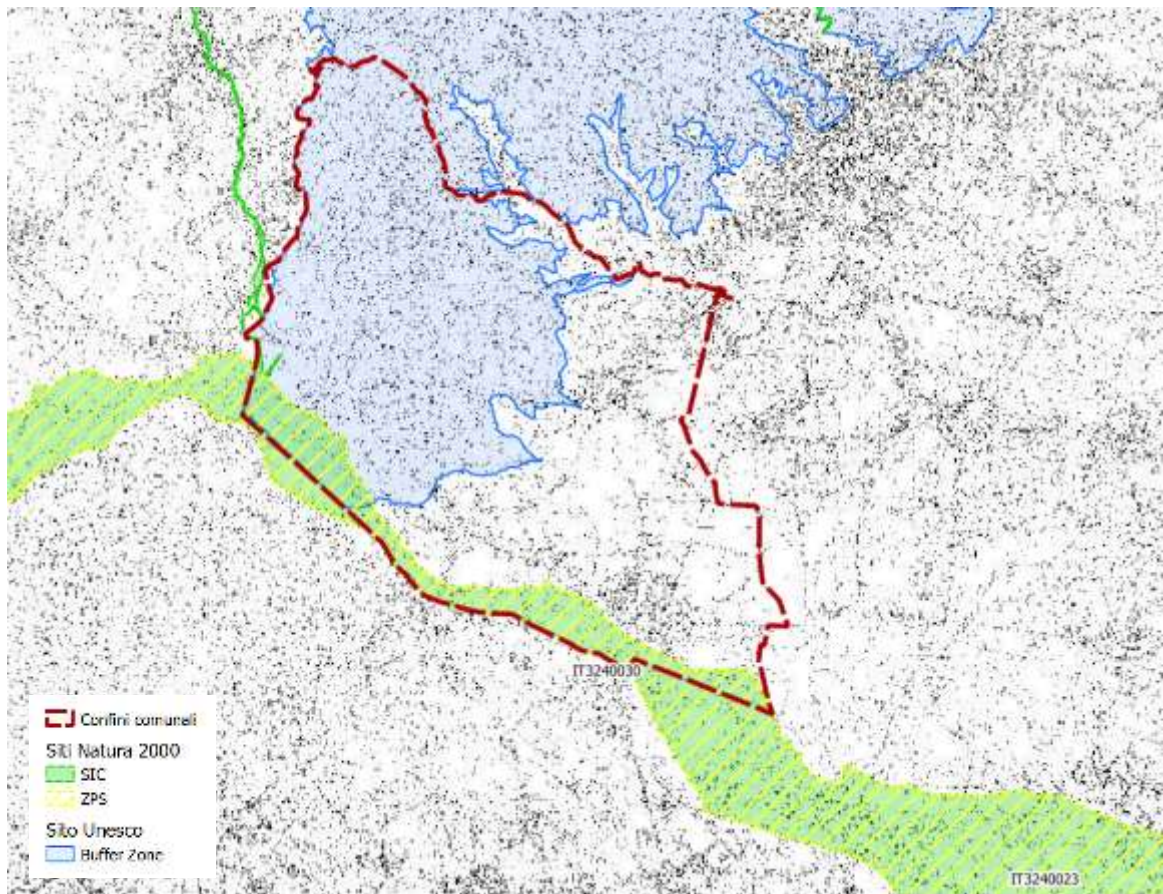 IT3240030
Confini comunali
Siti Natura 2000
SIC
ZPS
Sito Unesco
Buffer Zone
IT3240023